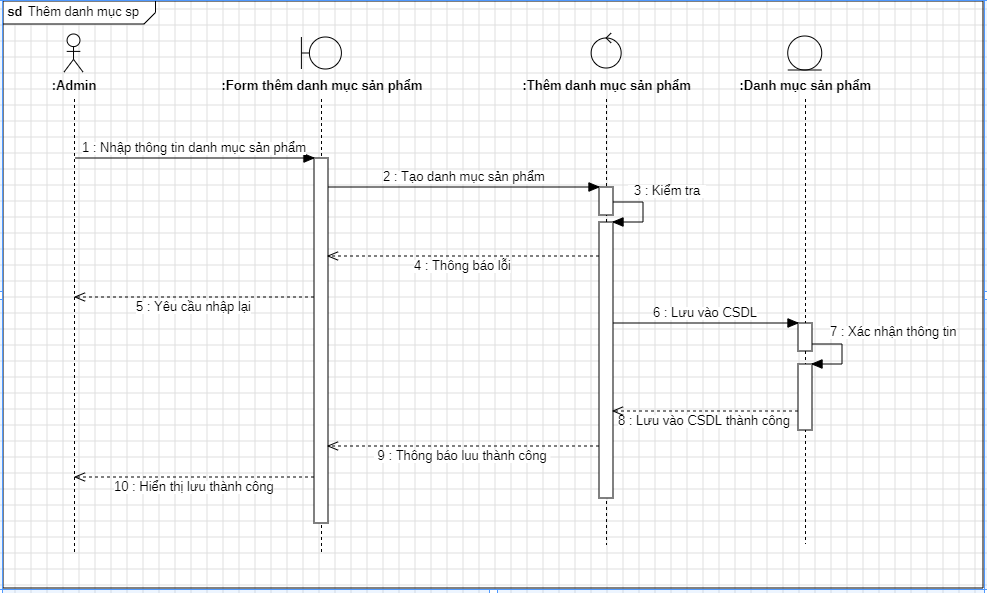 sd Thêm danh mục sp
:Admin
:Form thêm danh mục sản phẩm
:Thêm danh mục sản phẩm
:Danh mục sản phẩm
1 : Nhập thông tin danh mục sản phẩm
2 : Tạo danh mục sản phẩm
3 : Kiểm tra
4 : Thông báo lỗi
5 : Yêu cầu nhập lại
6 : Lưu vào CSDL
7 : Xác nhận thông tin
8 : Lưu vào CSDL thành công
9 : Thông báo luu thành công
10 : Hiển thị lưu thành công